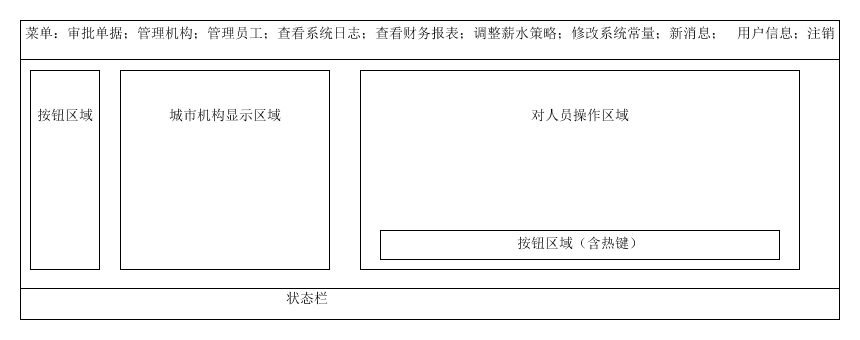 菜单：审批单据；管理机构；管理员工；查看系统日志；查看财务报表；调整薪水策略；修改系统常量；新消息； 用户信息；注销
按钮区域
城市机构显示区域
对人员操作区域
按钮区域（含热键）
状态栏